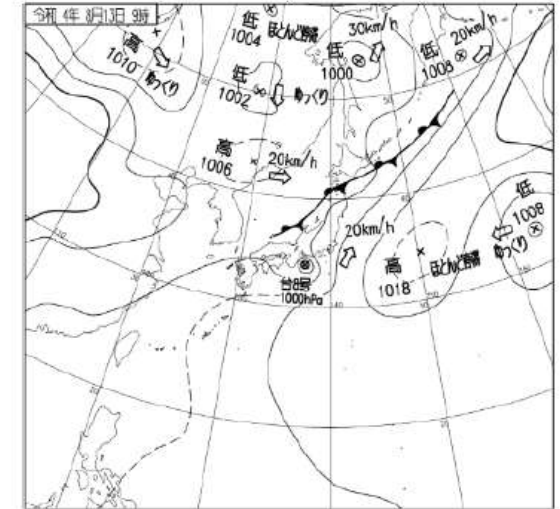 令和 4年 8月13日 9時
高
1010
ゆっくり
低
1004
ほとんど停滞
低
1002
ゆっくり
30km/h
低
1000
低
20km/h
1008
高
1006
20km/h
20km/h
低
1008
ゆっくり
高
1018
ほとんど停滞
台8号
1000hPa